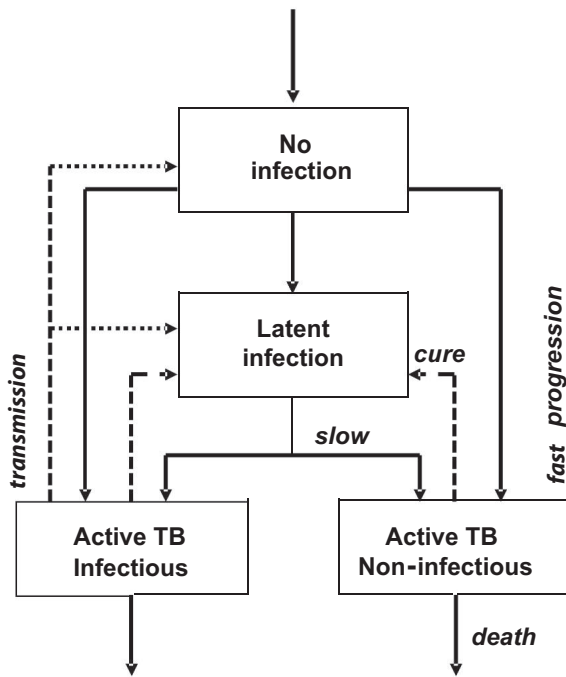 No
infection
Latent
infection
cure
transmission
fast progression
slow
Active TB
Infectious
Active TB
Non-infectious
death